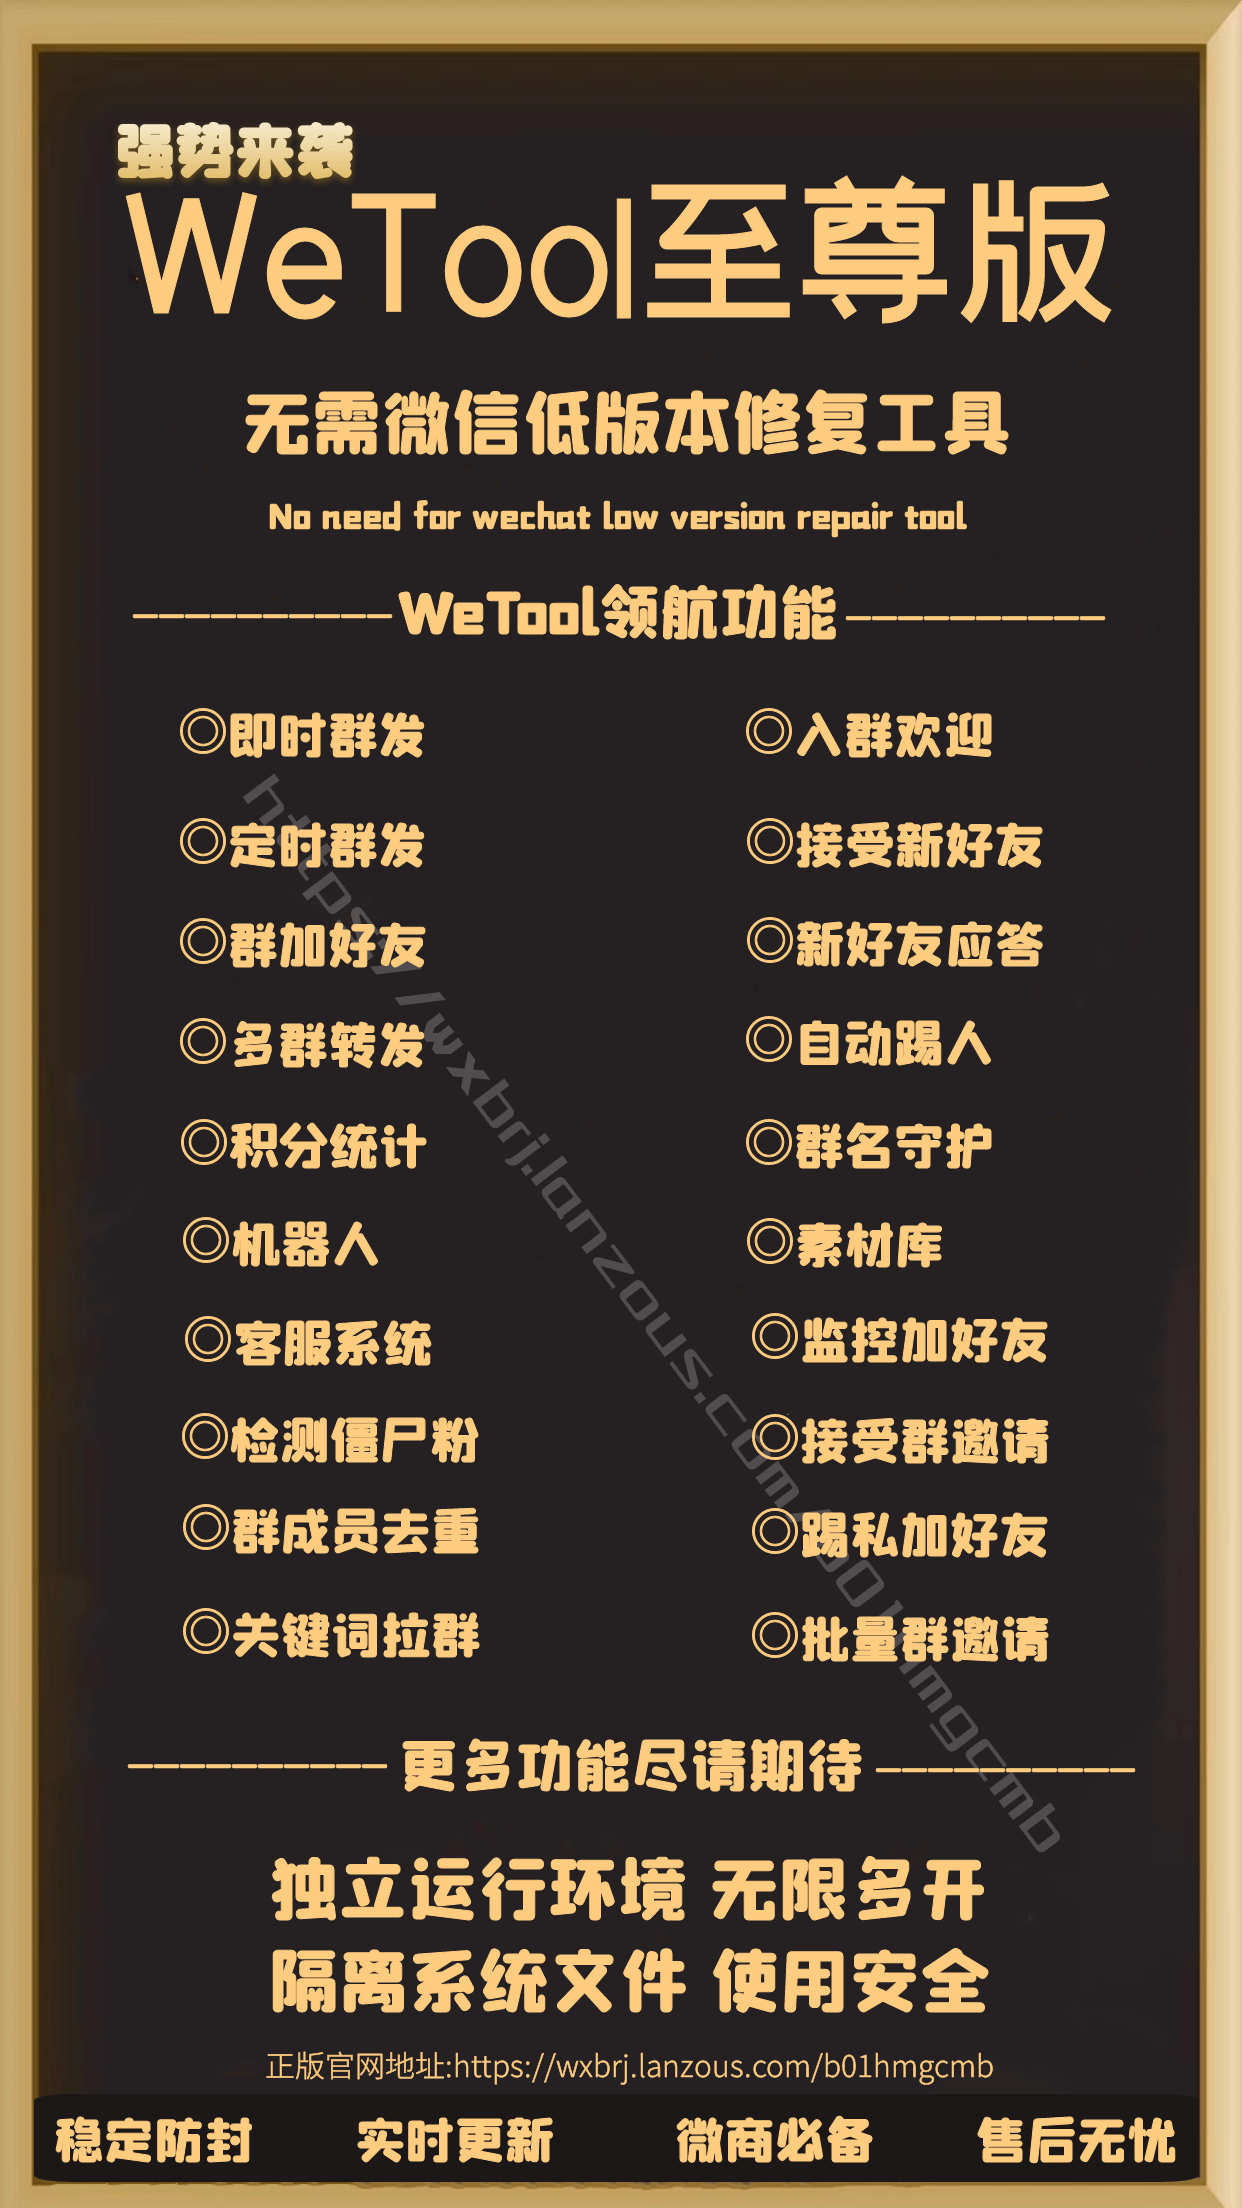 强势来袭
WeTool至尊版
无需微信低版本修复工具
No need for wechat low version repair tool
——————————WeTool领航功能——————————
◎即时群发 ◎入群欢迎
◎定时群发 ◎接受新好友
◎群加好友 ◎新好友应答
◎多群转发 ◎自动踢人
◎积分统计 ◎群名守护
◎机器人 ◎素材库
◎客服系统 ◎监控加好友
◎检测僵尸粉 ◎接受群邀请
◎群成员去重 ◎踢私加好友
◎关键词拉群 ◎批量群邀请
——————————更多功能尽请期待——————————
独立运行环境 无限多开
隔离系统文件 使用安全
正版官网地址:https://wxbrj.lanzous.com/b01hmgcmb
稳定防封 实时更新 微商必备 售后无忧
https://wxbrj.lanzous.com/b01hmgcmb